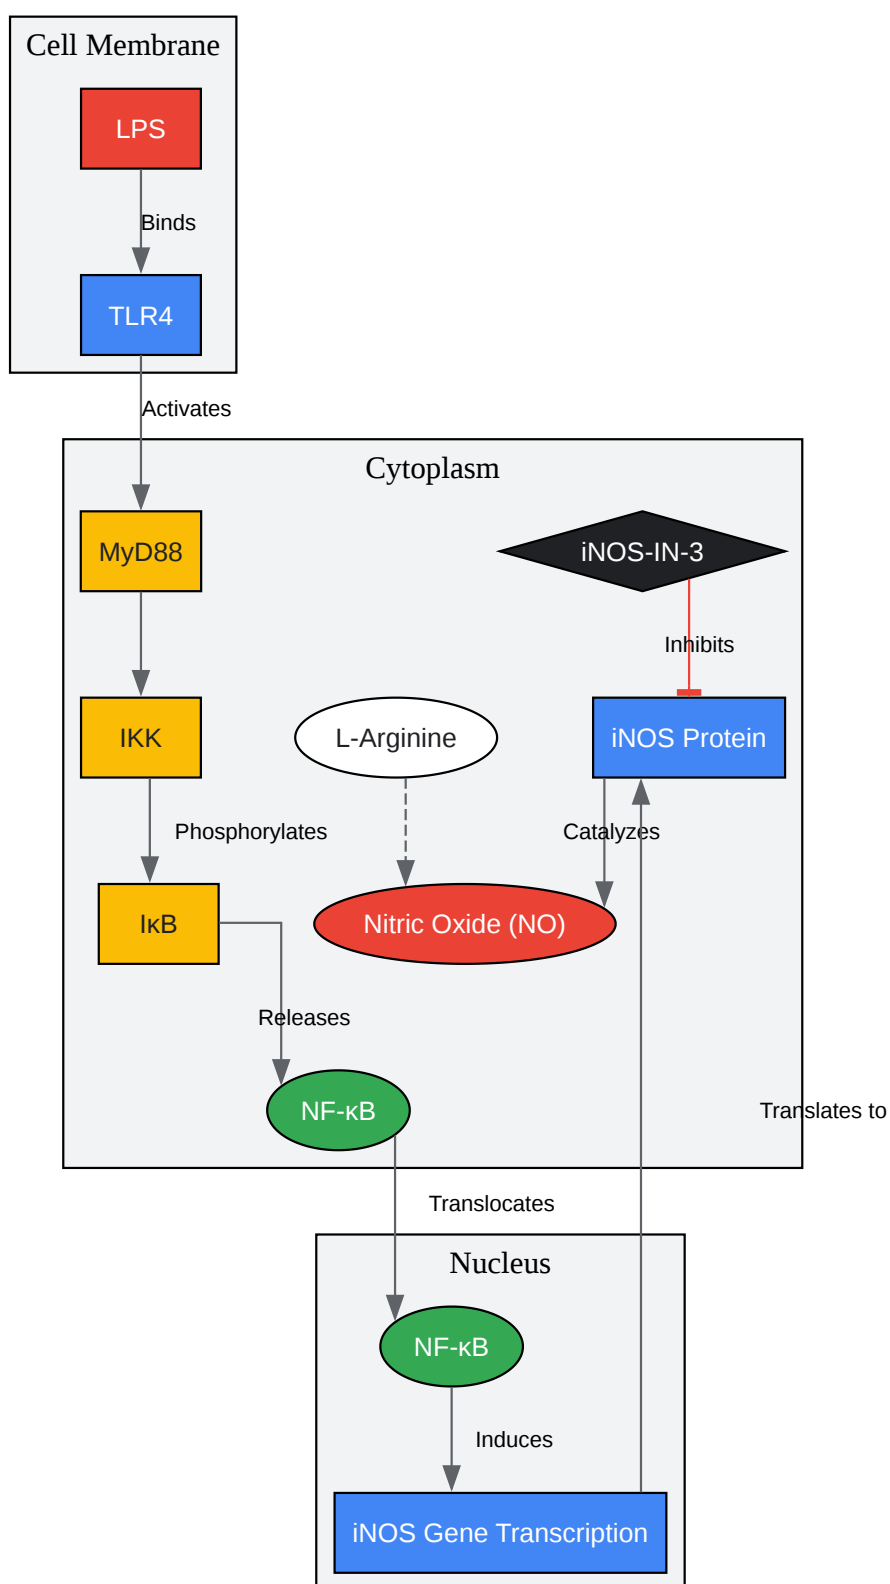 Cell Membrane
LPS
Binds
TLR4
Activates
Cytoplasm
MyD88
iNOS-IN-3
Inhibits
IKK
L-Arginine
iNOS Protein
Phosphorylates
Catalyzes
IκB
Nitric Oxide (NO)
Releases
NF-κB
Translates to
Translocates
Nucleus
NF-κB
Induces
iNOS Gene Transcription